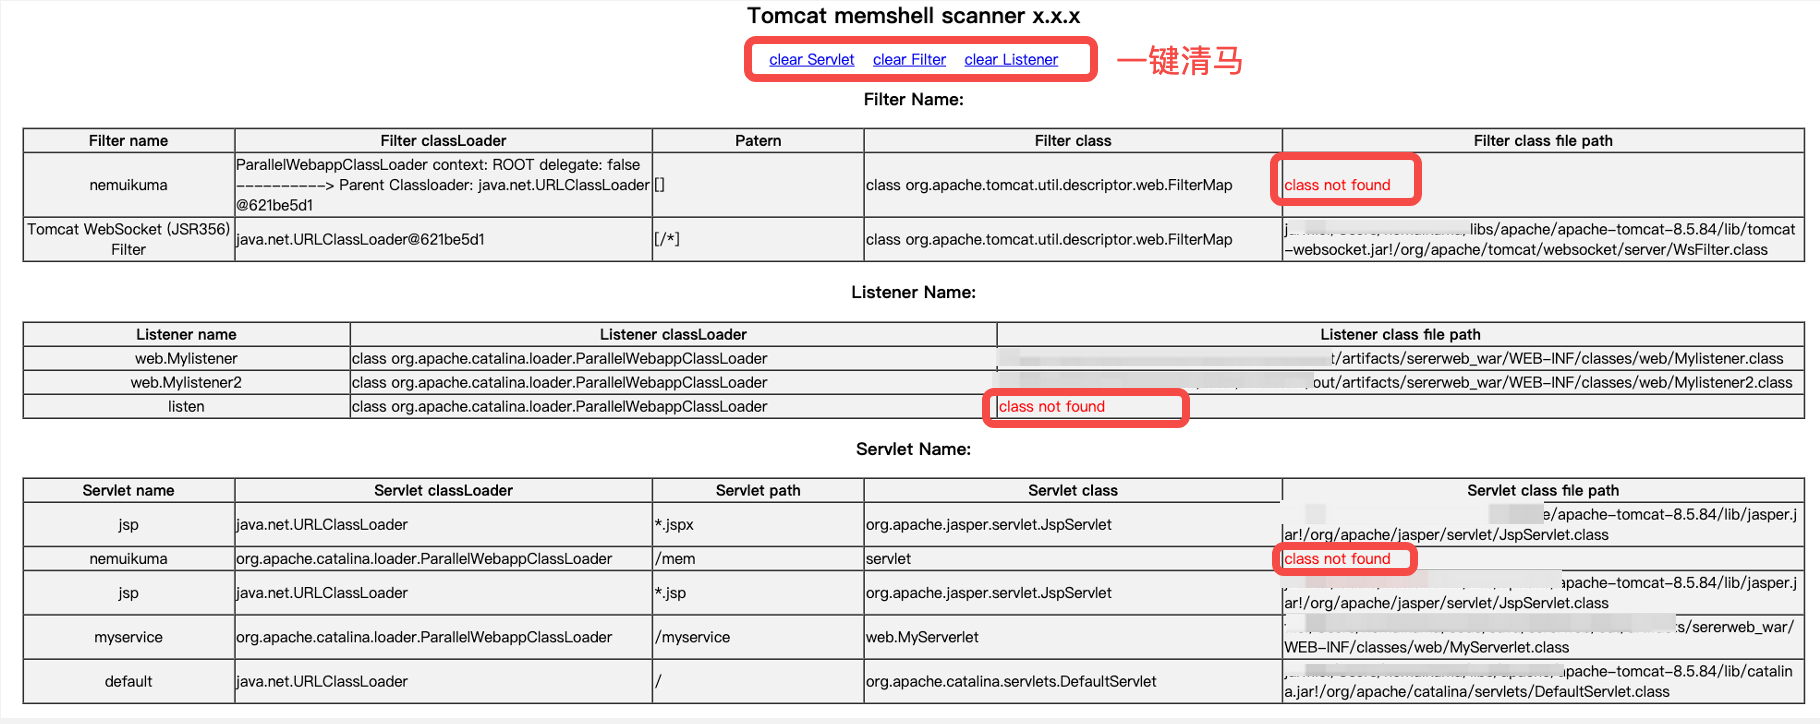 Tomcat memshell scanner x.x.x
clear Servlet clear Filter clear Listener 一键清马
Filter Name:
Filter name Filter classLoader Patern Filter class Filter class file path
ParallelWebappClassLoader context: ROOT delegate: false
nemuikuma ----------> Parent Classloader: java.net.URLClassLoader [] class org.apache.tomcat.util.descriptor.web.FilterMap class not found
@621be5d1
Tomcat WebSocket (JSR356) libs/apache/apache-tomcat-8.5.84/lib/tomcat
Filter java.net.URLClassLoader@621be5d1 [/*] class org.apache.tomcat.util.descriptor.web.FilterMap -websocket.jar!/org/apache/tomcat/websocket/server/WsFilter.class
Listener Name:
Listener name Listener classLoader Listener class file path
web.Mylistener class org.apache.catalina.loader.ParallelWebappClassLoader t/artifacts/sererweb_war/WEB-INF/classes/web/Mylistener.class
web.Mylistener2 class org.apache.catalina.loader.ParallelWebappClassLoader out/artifacts/sererweb_war/WEB-INF/classes/web/Mylistener2.class
listen class org.apache.catalina.loader.ParallelWebappClassLoader class not found
Servlet Name:
Servlet name Servlet classLoader Servlet path Servlet class Servlet class file path
jsp java.net.URLClassLoader *.jspx org.apache.jasper.servlet.JspServlet e/apache-tomcat-8.5.84/lib/jasper.j
ar!/org/apache/jasper/servlet/JspServlet.class
nemuikuma org.apache.catalina.loader.ParallelWebappClassLoader /mem servlet class not found
jsp java.net.URLClassLoader *.jsp org.apache.jasper.servlet.JspServlet apache-tomcat-8.5.84/lib/jasper.j
ar!/org/apache/jasper/servlet/JspServlet.class
myservice org.apache.catalina.loader.ParallelWebappClassLoader /myservice web.MyServerlet s/sererweb_war/
WEB-INF/classes/web/MyServerlet.class
default java.net.URLClassLoader / org.apache.catalina.servlets.DefaultServlet apache-tomcat-8.5.84/lib/catalin
a.jar!/org/apache/catalina/servlets/DefaultServlet.class